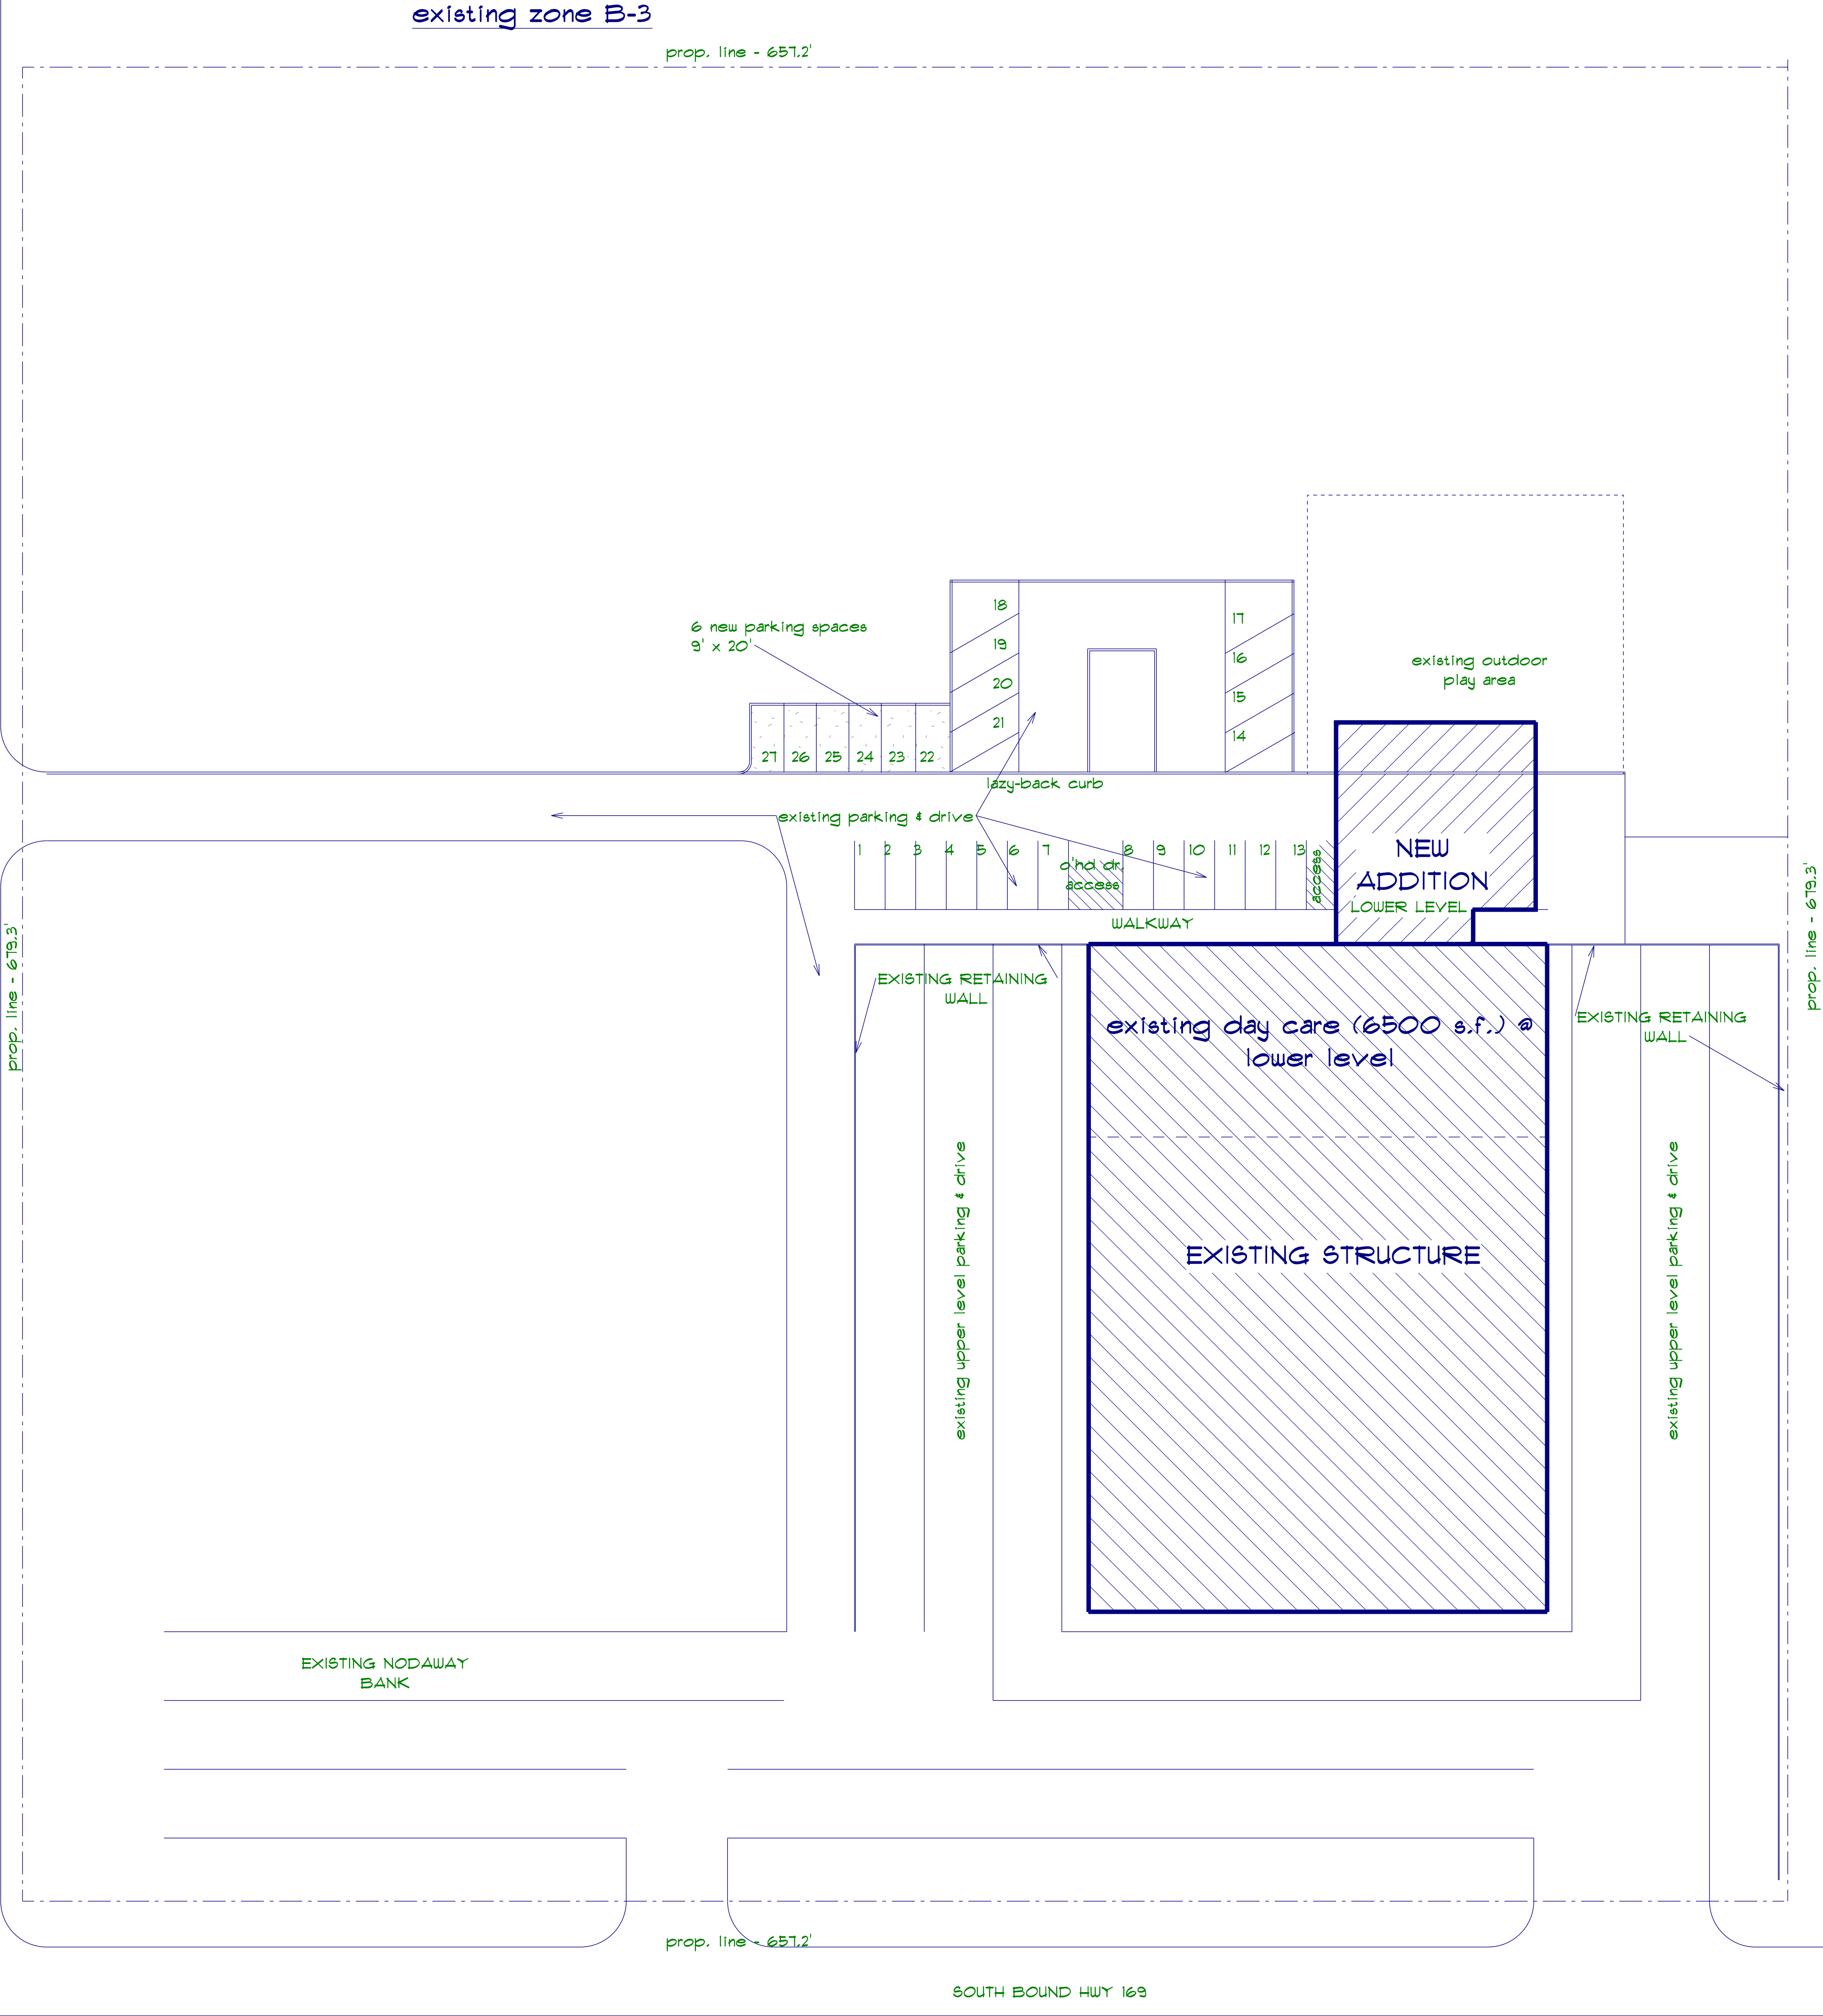 existing zone B-3
prop. line - 657.2'
18
17
6 new parking spaces
9' x 20'
19
16
existing outdoor
play area
20
15
21
14
27 26 25 24 23 22
lazy-back curb
existing parking & drive
1 2 3 4 5 6 7 8 9 10 11 12 13
o'hd dr.
access
access
NEW
ADDITION
LOWER LEVEL
WALKWAY
prop. line - 679.3'
prop. line - 679.3'
EXISTING RETAINING
WALL
EXISTING RETAINING
WALL
existing day care (6500 s.f.) @
lower level
existing upper level parking & drive
existing upper level parking & drive
EXISTING STRUCTURE
EXISTING NODAWAY
BANK
prop. line - 657.2'
SOUTH BOUND HWY 169